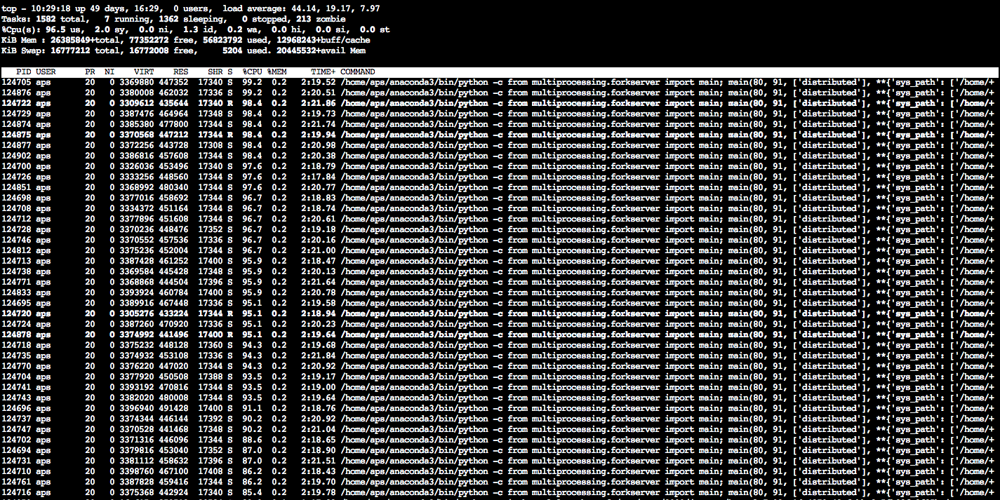 top - 10:29:18 up 49 days, 16:29,  0 users,  load average: 44.14, 19.17, 7.97
Tasks: 1582 total,   7 running, 1362 sleeping,   0 stopped, 213 zombie
%Cpu(s): 96.5 us,  2.0 sy,  0.0 ni,  1.3 id,  0.2 wa,  0.0 hi,  0.0 si,  0.0 st
KiB Mem : 26385849+total, 77352272 free, 56823792 used, 12968243+buff/cache
KiB Swap: 16777212 total, 16772008 free,     5204 used. 20445532+avail Mem
PID USER PR NI VIRT RES SHR S %CPU %MEM TIME+ COMMAND
124705 aps 20 0 3369880 447352 17340 S 99.2 0.2 2:19.52 /home/aps/anaconda3/bin/python -c from multiprocessing.forkserver import main; main(80, 91, ['distributed'], **{'sys_path': ['/home/+
124876 aps 20 0 3380008 462032 17336 S 99.2 0.2 2:20.51 /home/aps/anaconda3/bin/python -c from multiprocessing.forkserver import main; main(80, 91, ['distributed'], **{'sys_path': ['/home/+
124722 aps 20 0 3309612 435644 17340 R 98.4 0.2 2:21.86 /home/aps/anaconda3/bin/python -c from multiprocessing.forkserver import main; main(80, 91, ['distributed'], **{'sys_path': ['/home/+
124729 aps 20 0 3387476 464964 17348 S 98.4 0.2 2:19.73 /home/aps/anaconda3/bin/python -c from multiprocessing.forkserver import main; main(80, 91, ['distributed'], **{'sys_path': ['/home/+
124874 aps 20 0 3385380 477800 17344 S 98.4 0.2 2:21.74 /home/aps/anaconda3/bin/python -c from multiprocessing.forkserver import main; main(80, 91, ['distributed'], **{'sys_path': ['/home/+
124875 aps 20 0 3370568 447212 17344 R 98.4 0.2 2:19.94 /home/aps/anaconda3/bin/python -c from multiprocessing.forkserver import main; main(80, 91, ['distributed'], **{'sys_path': ['/home/+
124877 aps 20 0 3372256 443728 17308 S 98.4 0.2 2:20.98 /home/aps/anaconda3/bin/python -c from multiprocessing.forkserver import main; main(80, 91, ['distributed'], **{'sys_path': ['/home/+
124902 aps 20 0 3386816 457608 17344 S 98.4 0.2 2:20.38 /home/aps/anaconda3/bin/python -c from multiprocessing.forkserver import main; main(80, 91, ['distributed'], **{'sys_path': ['/home/+
124700 aps 20 0 3326036 453496 17340 S 97.6 0.2 2:18.79 /home/aps/anaconda3/bin/python -c from multiprocessing.forkserver import main; main(80, 91, ['distributed'], **{'sys_path': ['/home/+
124726 aps 20 0 3333256 448560 17344 S 97.6 0.2 2:17.84 /home/aps/anaconda3/bin/python -c from multiprocessing.forkserver import main; main(80, 91, ['distributed'], **{'sys_path': ['/home/+
124851 aps 20 0 3368992 480340 17344 S 97.6 0.2 2:20.77 /home/aps/anaconda3/bin/python -c from multiprocessing.forkserver import main; main(80, 91, ['distributed'], **{'sys_path': ['/home/+
124698 aps 20 0 3377016 458692 17344 S 96.7 0.2 2:18.83 /home/aps/anaconda3/bin/python -c from multiprocessing.forkserver import main; main(80, 91, ['distributed'], **{'sys_path': ['/home/+
124708 aps 20 0 3334372 451164 17344 S 96.7 0.2 2:18.74 /home/aps/anaconda3/bin/python -c from multiprocessing.forkserver import main; main(80, 91, ['distributed'], **{'sys_path': ['/home/+
124712 aps 20 0 3377896 451608 17344 S 96.7 0.2 2:20.61 /home/aps/anaconda3/bin/python -c from multiprocessing.forkserver import main; main(80, 91, ['distributed'], **{'sys_path': ['/home/+
124728 aps 20 0 3370236 448476 17352 S 96.7 0.2 2:19.18 /home/aps/anaconda3/bin/python -c from multiprocessing.forkserver import main; main(80, 91, ['distributed'], **{'sys_path': ['/home/+
124746 aps 20 0 3370552 457536 17336 S 96.7 0.2 2:20.16 /home/aps/anaconda3/bin/python -c from multiprocessing.forkserver import main; main(80, 91, ['distributed'], **{'sys_path': ['/home/+
124812 aps 20 0 3375236 452004 17344 S 96.7 0.2 2:21.00 /home/aps/anaconda3/bin/python -c from multiprocessing.forkserver import main; main(80, 91, ['distributed'], **{'sys_path': ['/home/+
124713 aps 20 0 3387428 461252 17400 S 95.9 0.2 2:18.47 /home/aps/anaconda3/bin/python -c from multiprocessing.forkserver import main; main(80, 91, ['distributed'], **{'sys_path': ['/home/+
124738 aps 20 0 3369584 445428 17348 S 95.9 0.2 2:20.13 /home/aps/anaconda3/bin/python -c from multiprocessing.forkserver import main; main(80, 91, ['distributed'], **{'sys_path': ['/home/+
124771 aps 20 0 3368868 444504 17396 S 95.9 0.2 2:21.64 /home/aps/anaconda3/bin/python -c from multiprocessing.forkserver import main; main(80, 91, ['distributed'], **{'sys_path': ['/home/+
124833 aps 20 0 3393924 460784 17400 S 95.9 0.2 2:20.78 /home/aps/anaconda3/bin/python -c from multiprocessing.forkserver import main; main(80, 91, ['distributed'], **{'sys_path': ['/home/+
124695 aps 20 0 3389916 467448 17336 S 95.1 0.2 2:19.58 /home/aps/anaconda3/bin/python -c from multiprocessing.forkserver import main; main(80, 91, ['distributed'], **{'sys_path': ['/home/+
124720 aps 20 0 3305276 433224 17344 R 95.1 0.2 2:18.94 /home/aps/anaconda3/bin/python -c from multiprocessing.forkserver import main; main(80, 91, ['distributed'], **{'sys_path': ['/home/+
124724 aps 20 0 3387260 470920 17336 S 95.1 0.2 2:20.23 /home/aps/anaconda3/bin/python -c from multiprocessing.forkserver import main; main(80, 91, ['distributed'], **{'sys_path': ['/home/+
124878 aps 20 0 3374992 441496 17400 R 95.1 0.2 2:19.64 /home/aps/anaconda3/bin/python -c from multiprocessing.forkserver import main; main(80, 91, ['distributed'], **{'sys_path': ['/home/+
124718 aps 20 0 3375232 448128 17360 S 94.3 0.2 2:19.68 /home/aps/anaconda3/bin/python -c from multiprocessing.forkserver import main; main(80, 91, ['distributed'], **{'sys_path': ['/home/+
124735 aps 20 0 3374932 453108 17336 S 94.3 0.2 2:21.84 /home/aps/anaconda3/bin/python -c from multiprocessing.forkserver import main; main(80, 91, ['distributed'], **{'sys_path': ['/home/+
124770 aps 20 0 3376220 447020 17344 S 94.3 0.2 2:20.92 /home/aps/anaconda3/bin/python -c from multiprocessing.forkserver import main; main(80, 91, ['distributed'], **{'sys_path': ['/home/+
124704 aps 20 0 3377920 450508 17388 S 93.5 0.2 2:19.17 /home/aps/anaconda3/bin/python -c from multiprocessing.forkserver import main; main(80, 91, ['distributed'], **{'sys_path': ['/home/+
124741 aps 20 0 3393192 470816 17344 S 93.5 0.2 2:19.00 /home/aps/anaconda3/bin/python -c from multiprocessing.forkserver import main; main(80, 91, ['distributed'], **{'sys_path': ['/home/+
124743 aps 20 0 3382020 480008 17344 S 93.5 0.2 2:19.64 /home/aps/anaconda3/bin/python -c from multiprocessing.forkserver import main; main(80, 91, ['distributed'], **{'sys_path': ['/home/+
124696 aps 20 0 3396940 491428 17400 S 91.1 0.2 2:18.76 /home/aps/anaconda3/bin/python -c from multiprocessing.forkserver import main; main(80, 91, ['distributed'], **{'sys_path': ['/home/+
124737 aps 20 0 3374344 446144 17392 S 90.2 0.2 2:20.92 /home/aps/anaconda3/bin/python -c from multiprocessing.forkserver import main; main(80, 91, ['distributed'], **{'sys_path': ['/home/+
124747 aps 20 0 3370528 441468 17348 S 90.2 0.2 2:21.04 /home/aps/anaconda3/bin/python -c from multiprocessing.forkserver import main; main(80, 91, ['distributed'], **{'sys_path': ['/home/+
124702 aps 20 0 3371316 446096 17344 S 88.6 0.2 2:18.65 /home/aps/anaconda3/bin/python -c from multiprocessing.forkserver import main; main(80, 91, ['distributed'], **{'sys_path': ['/home/+
124694 aps 20 0 3379816 453040 17352 S 87.0 0.2 2:18.90 /home/aps/anaconda3/bin/python -c from multiprocessing.forkserver import main; main(80, 91, ['distributed'], **{'sys_path': ['/home/+
124731 aps 20 0 3381112 458632 17396 S 87.0 0.2 2:21.51 /home/aps/anaconda3/bin/python -c from multiprocessing.forkserver import main; main(80, 91, ['distributed'], **{'sys_path': ['/home/+
124710 aps 20 0 3398760 467100 17408 S 86.2 0.2 2:18.43 /home/aps/anaconda3/bin/python -c from multiprocessing.forkserver import main; main(80, 91, ['distributed'], **{'sys_path': ['/home/+
124761 aps 20 0 3387828 459416 17344 S 86.2 0.2 2:19.70 /home/aps/anaconda3/bin/python -c from multiprocessing.forkserver import main; main(80, 91, ['distributed'], **{'sys_path': ['/home/+
124716 aps 20 0 3375368 442924 17344 S 85.4 0.2 2:19.78 /home/aps/anaconda3/bin/python -c from multiprocessing.forkserver import main; main(80, 91, ['distributed'], **{'sys_path': ['/home/+